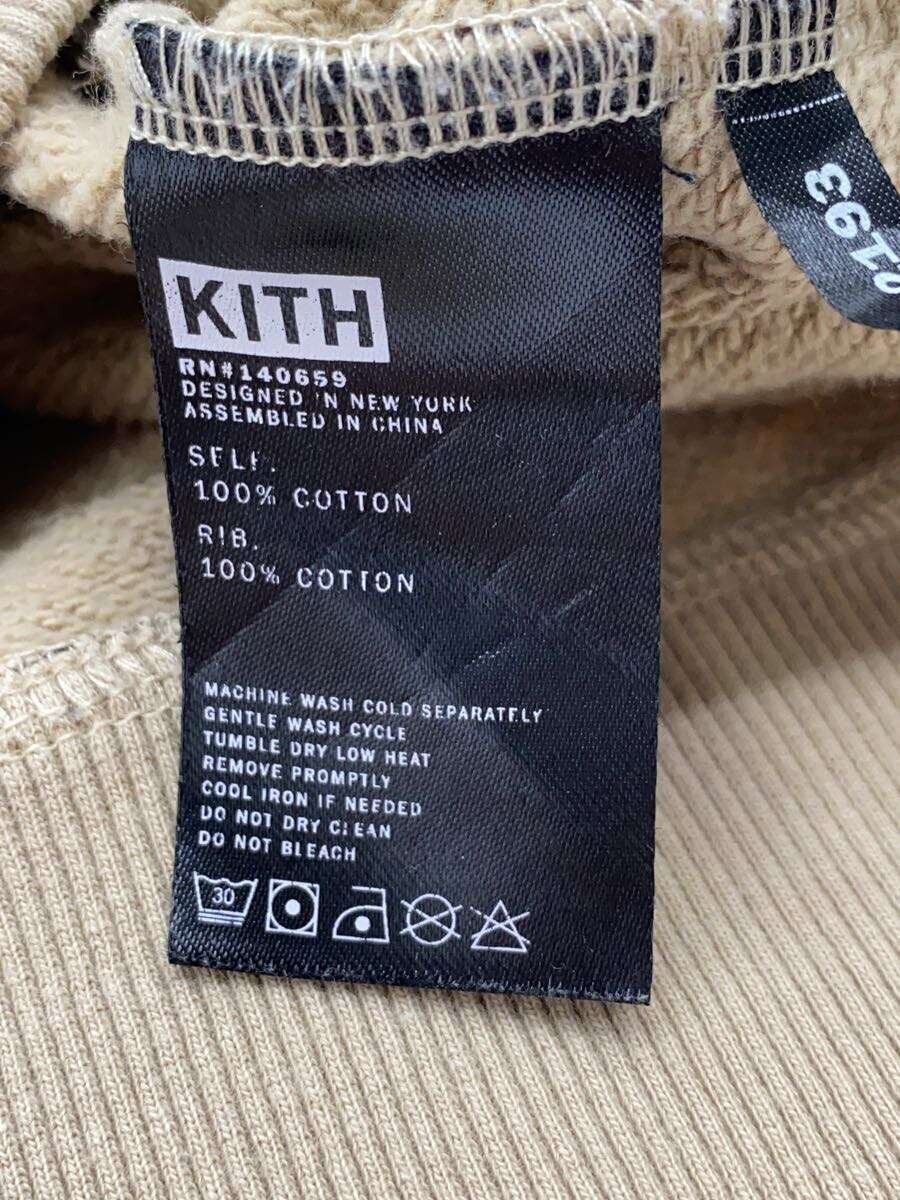 KITH
RN#140659
DESIGNED IN NEW YORK
ASSEMBLED IN CHINA
SELF.
100% COTTON
RIB.
100% COTTON
MACHINE WASH COLD SEPARATELY
GENTLE WASH CYCLE
TUMBLE DRY LOW HEAT
REMOVE PROMPTLY
COOL IRON IF NEEDED
DO NOT DRY CLEAN
DO NOT BLEACH
30